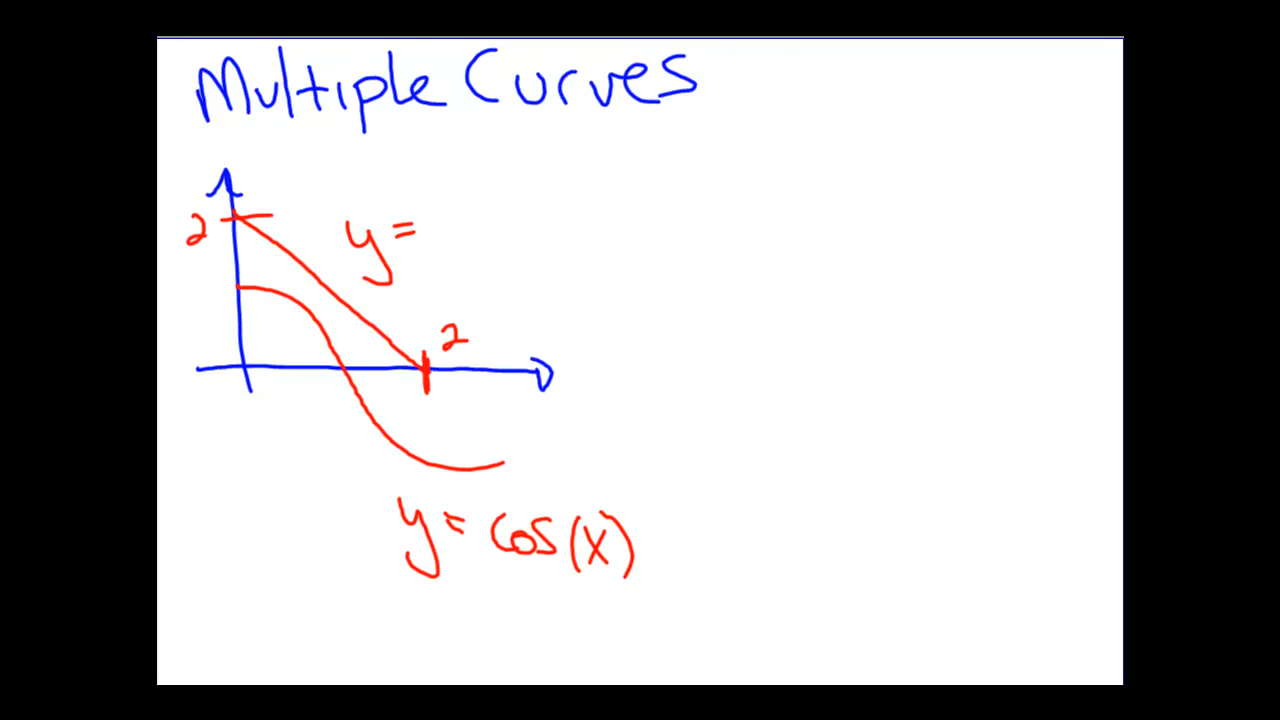 Multiple Curves
2
y =
2
y = cos(x)